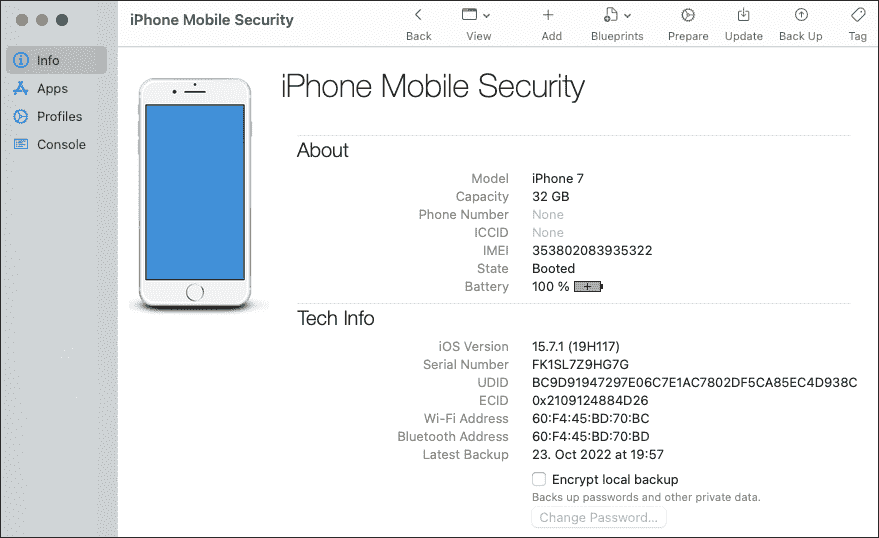 iPhone Mobile Security
Back
View
Add
Blueprints
Prepare
Update
Back Up
Tag
Info
Apps
Profiles
Console
iPhone Mobile Security
About
Model iPhone 7
Capacity 32 GB
Phone Number None
ICCID None
IMEI 353802083935322
State Booted
Battery 100 %
Tech Info
iOS Version 15.7.1 (19H117)
Serial Number FK1SL7Z9HG7G
UDID BC9D91947297E06C7E1AC7802DF5CA85EC4D938C
ECID 0x2109124884D26
Wi-Fi Address 60:F4:45:BD:70:BC
Bluetooth Address 60:F4:45:BD:70:BD
Latest Backup 23. Oct 2022 at 19:57
Encrypt local backup
Backs up passwords and other private data.
Change Password...